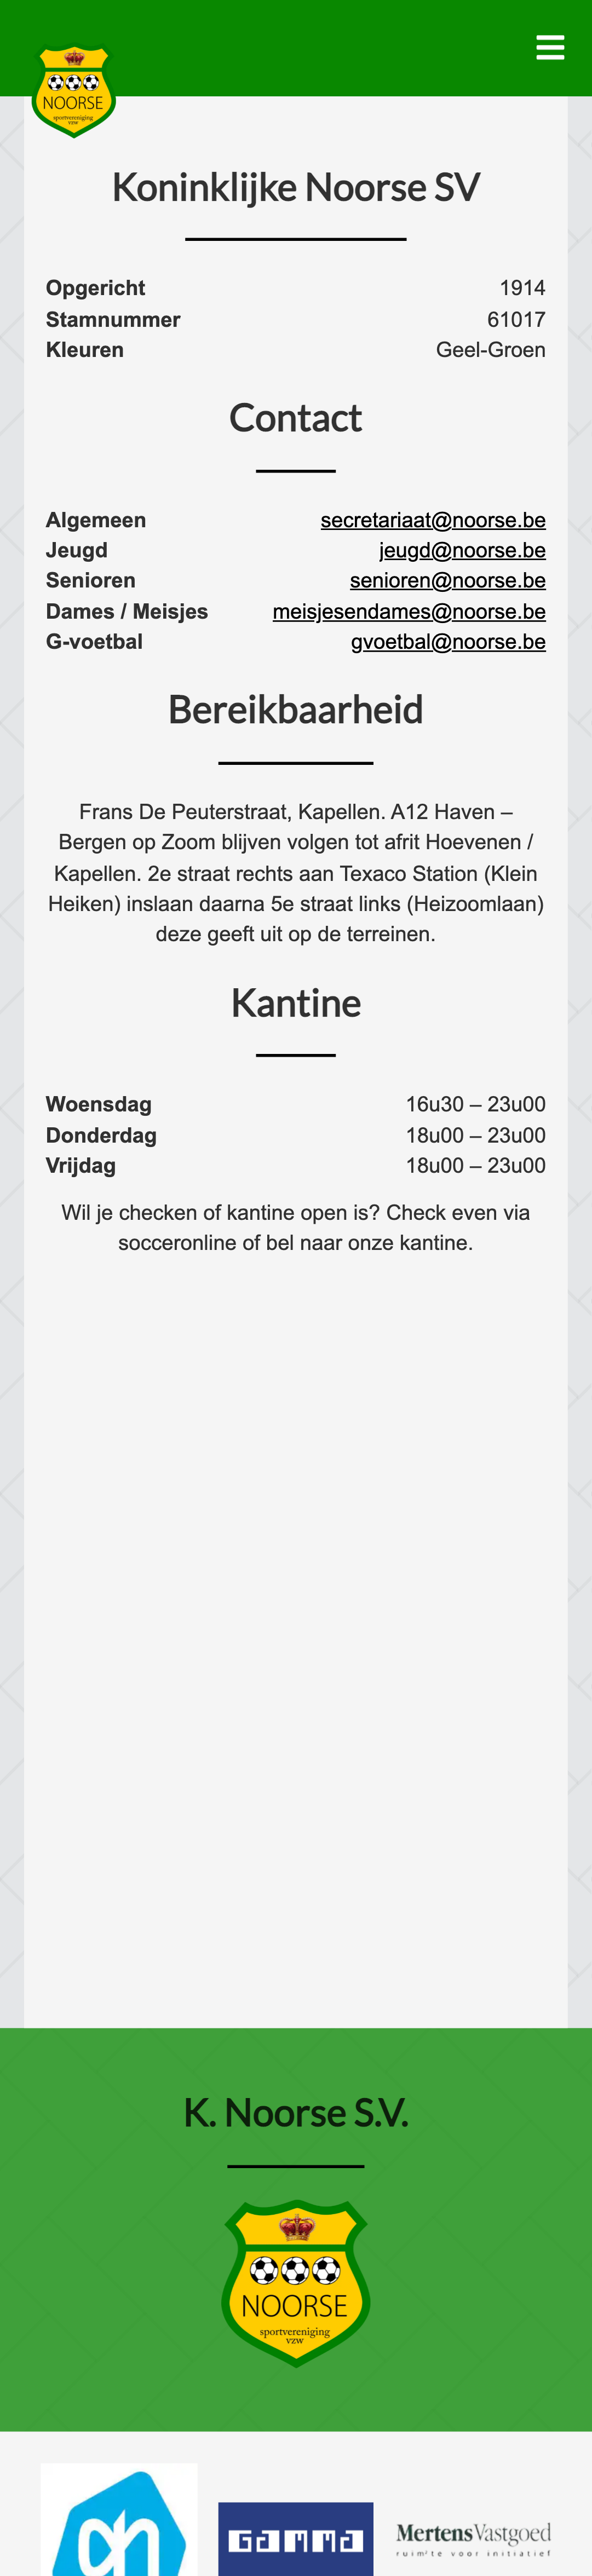 NOORSE
sportvereniging
vzw
Koninklijke Noorse SV
Opgericht 1914
Stamnummer 61017
Kleuren Geel-Groen
Contact
Algemeen secretariaat@noorse.be
Jeugd jeugd@noorse.be
Senioren senioren@noorse.be
Dames / Meisjes meisjesendames@noorse.be
G-voetbal gvoetbal@noorse.be
Bereikbaarheid
Frans De Peuterstraat, Kapellen. A12 Haven –
Bergen op Zoom blijven volgen tot afrit Hoevenen /
Kapellen. 2e straat rechts aan Texaco Station (Klein
Heiken) inslaan daarna 5e straat links (Heizoomlaan)
deze geeft uit op de terreinen.
Kantine
Woensdag 16u30 – 23u00
Donderdag 18u00 – 23u00
Vrijdag 18u00 – 23u00
Wil je checken of kantine open is? Check even via
socceronline of bel naar onze kantine.
K. Noorse S.V.
NOORSE
sportvereniging
vzw
GAMMA
MertensVastgoed
ruimte voor initiatief